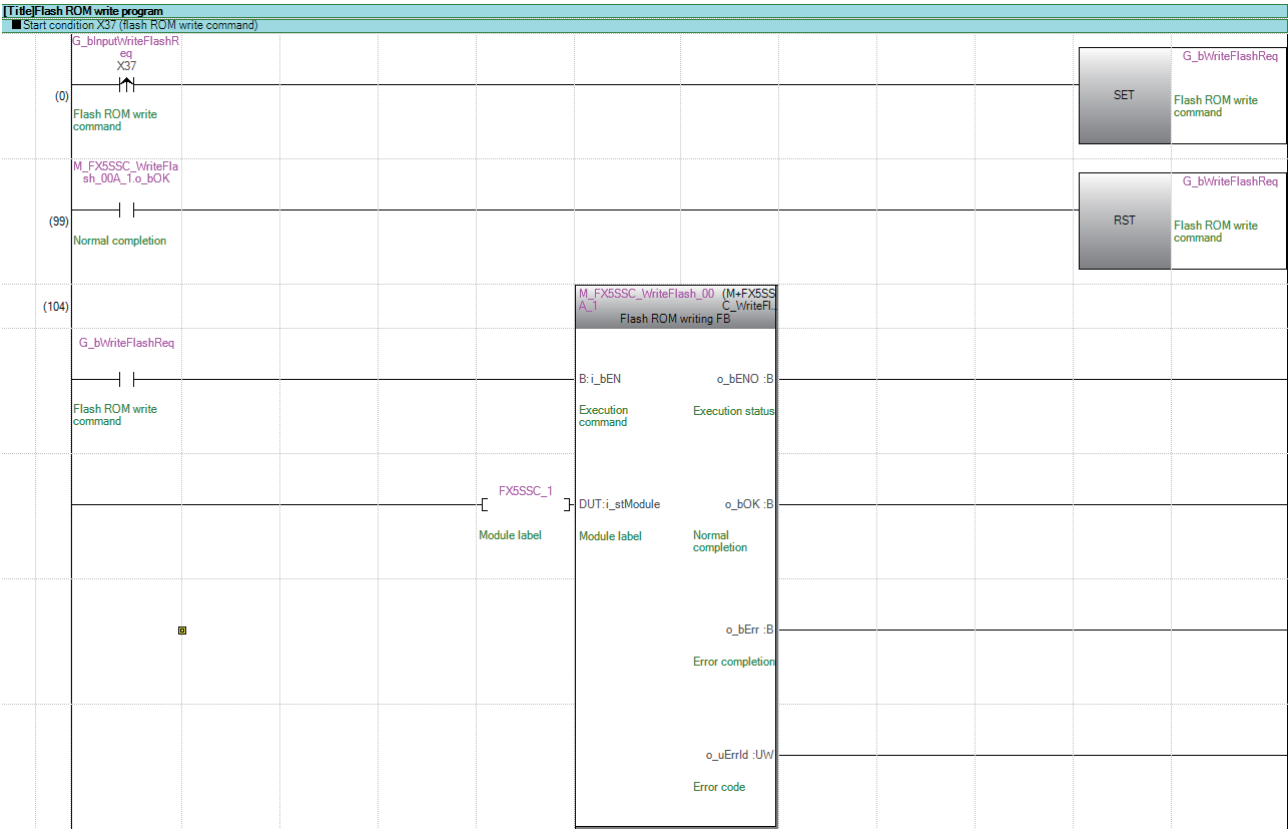 [Title]Flash ROM write program
■Start condition X37 (flash ROM write command)
G_bInputWriteFlashR
eq
X37
G_bWriteFlashReq
(0)
SET
Flash ROM write
command
Flash ROM write
command
M_FX5SSC_WriteFla
sh_00A_1.o_bOK
G_bWriteFlashReq
(99)
RST
Normal completion
Flash ROM write
command
(104)
M_FX5SSC_WriteFlash_00
A_1
(M+FX5SS
C_WriteFl..
Flash ROM writing FB
G_bWriteFlashReq
B:i_bEN
o_bENO :B
Flash ROM write
command
Execution
command
Execution status
FX5SSC_1
DUT:i_stModule
o_bOK :B
Module label
Module label
Normal
completion
o_bErr :B
Error completion
o_uErrId :UW
Error code